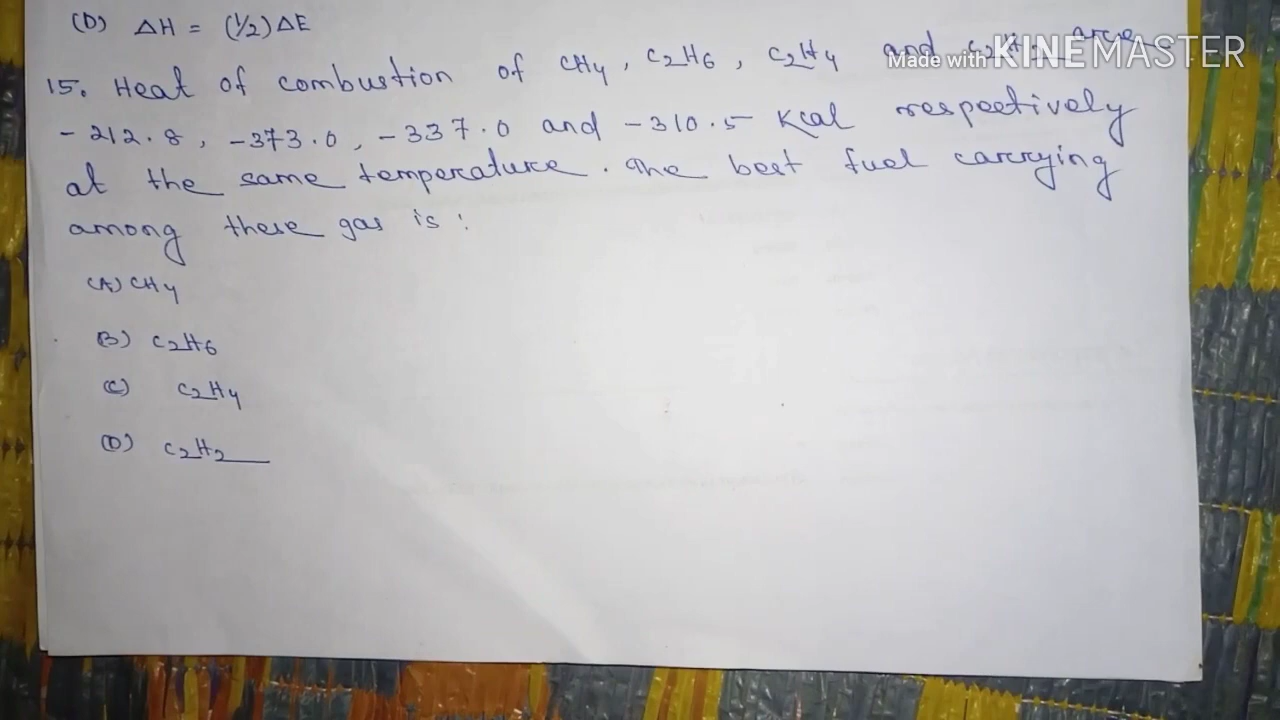 (D) ΔH = (1/2) ΔE
15. Heat of combustion of CH4, C2H6, C2H4 and are
Made with KINEMASTER
- 212.8, -373.0, -337.0 and -310.5 Kcal respectively
at the same temperature. The best fuel carrying
among these gas is :
(A) CH4
(B) C2H6
(C) C2H4
(D) C2H2